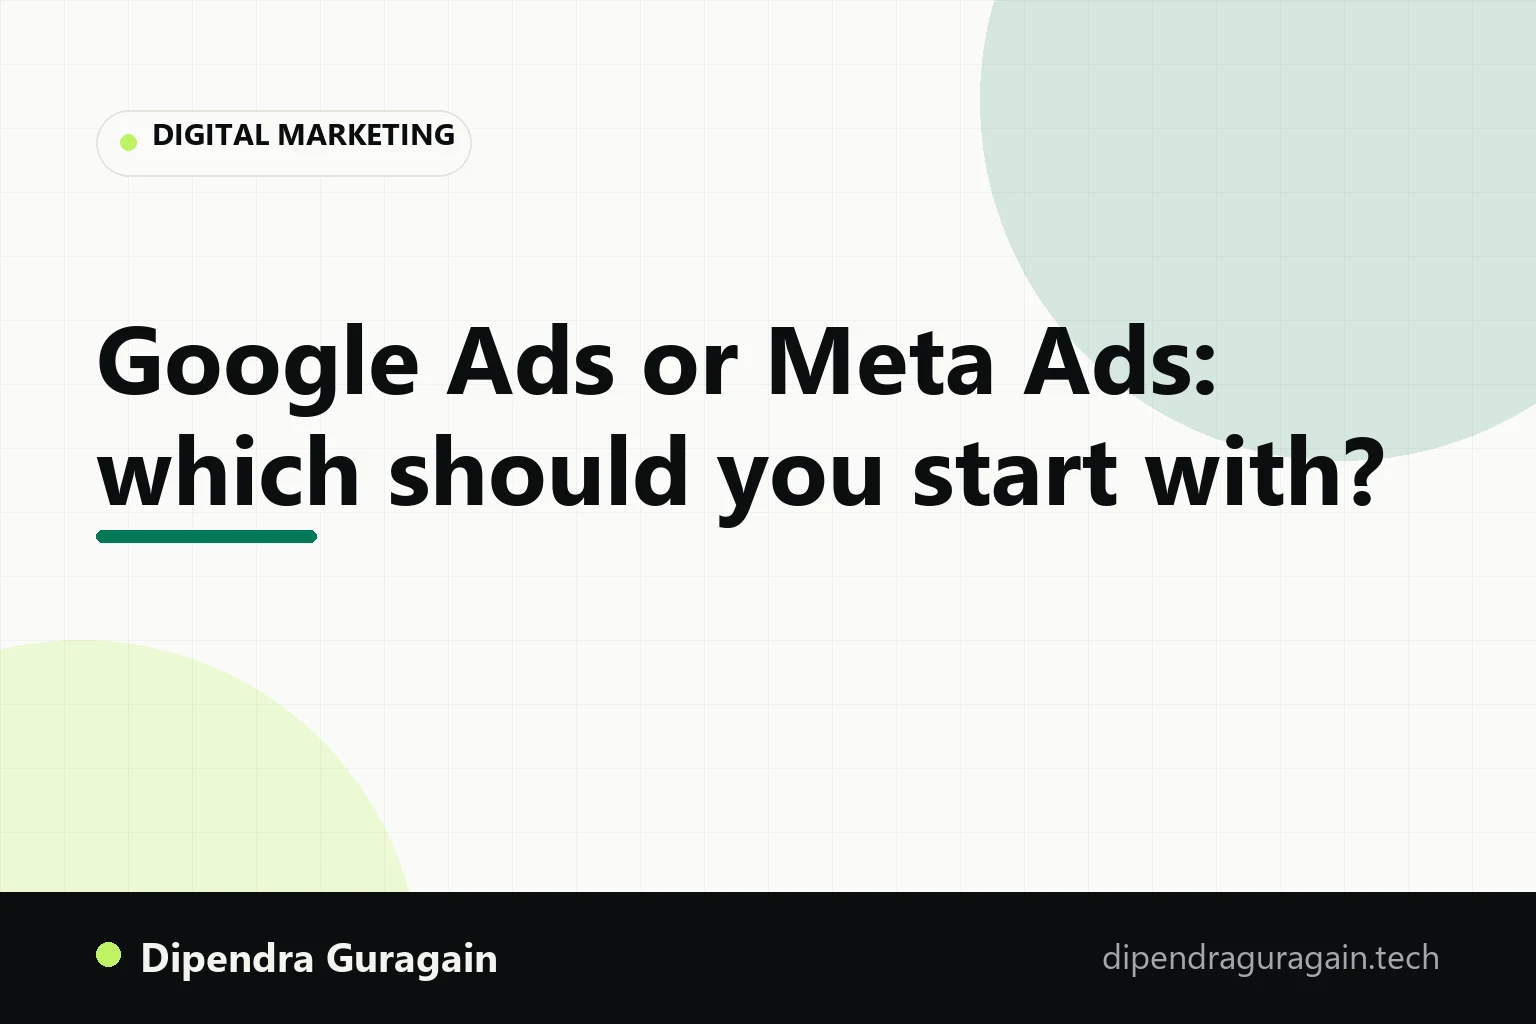 DIGITAL MARKETING
Google Ads or Meta Ads:
which should you start with?
Dipendra Guragain
dipendraguragain.tech